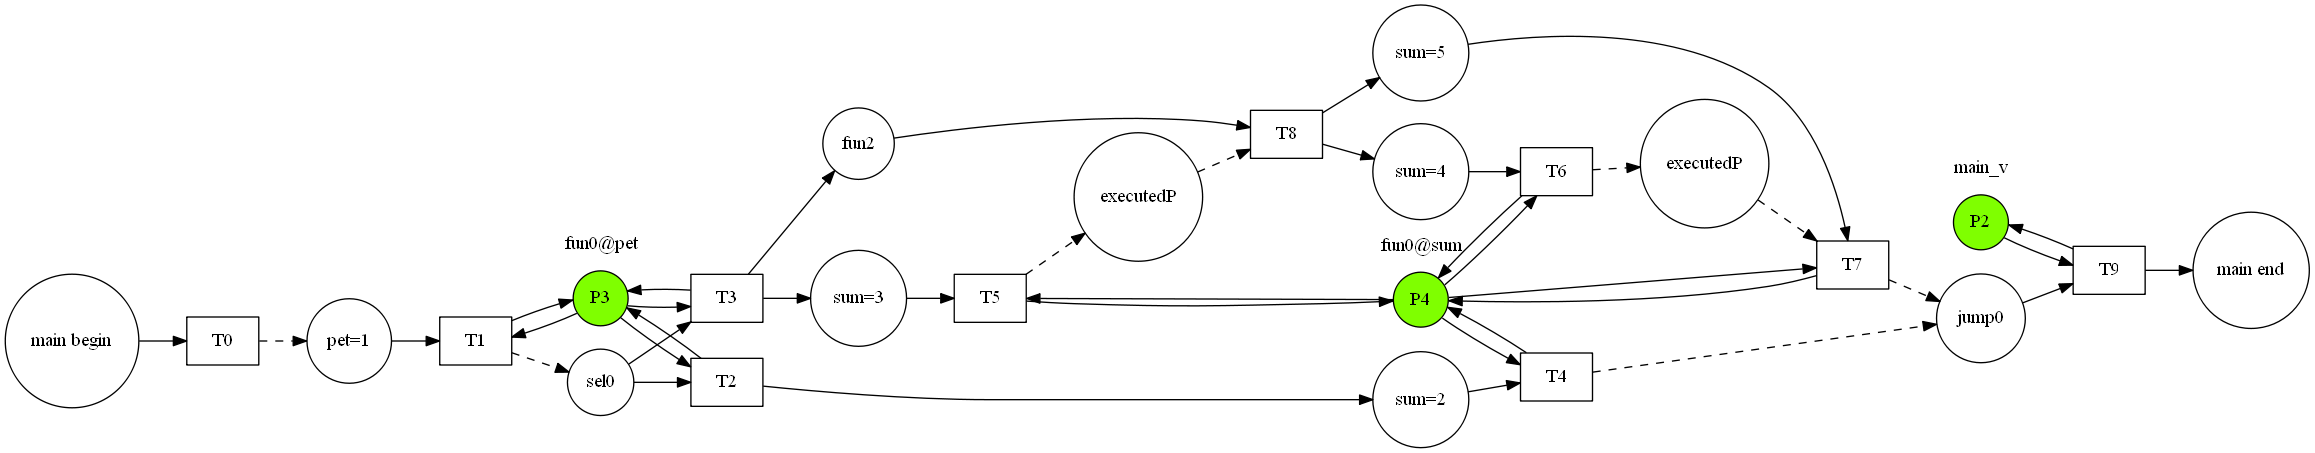 main begin
T0
pet=1
T1
fun0@pet
P3
sel0
T3
T2
fun2
sum=3
T5
executedP
T8
sum=5
sum=4
fun0@sum
P4
sum=2
T6
T4
executedP
T7
main_v
P2
jump0
T9
main end